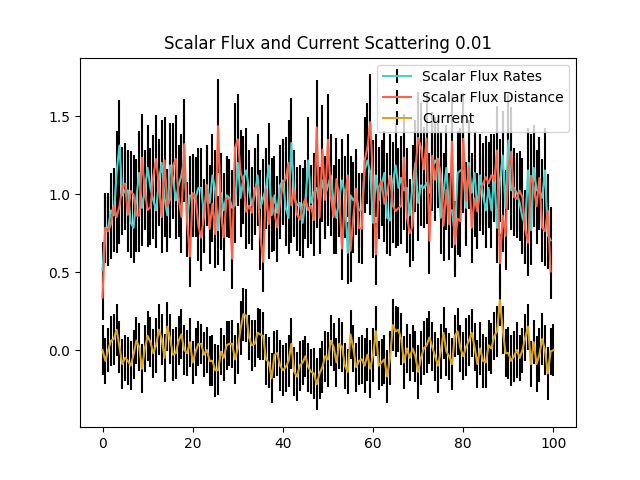 Scalar Flux and Current Scattering 0.01
Scalar Flux Rates
Scalar Flux Distance
Current
1.5
1.0
0.5
0.0
0 20 40 60 80 100